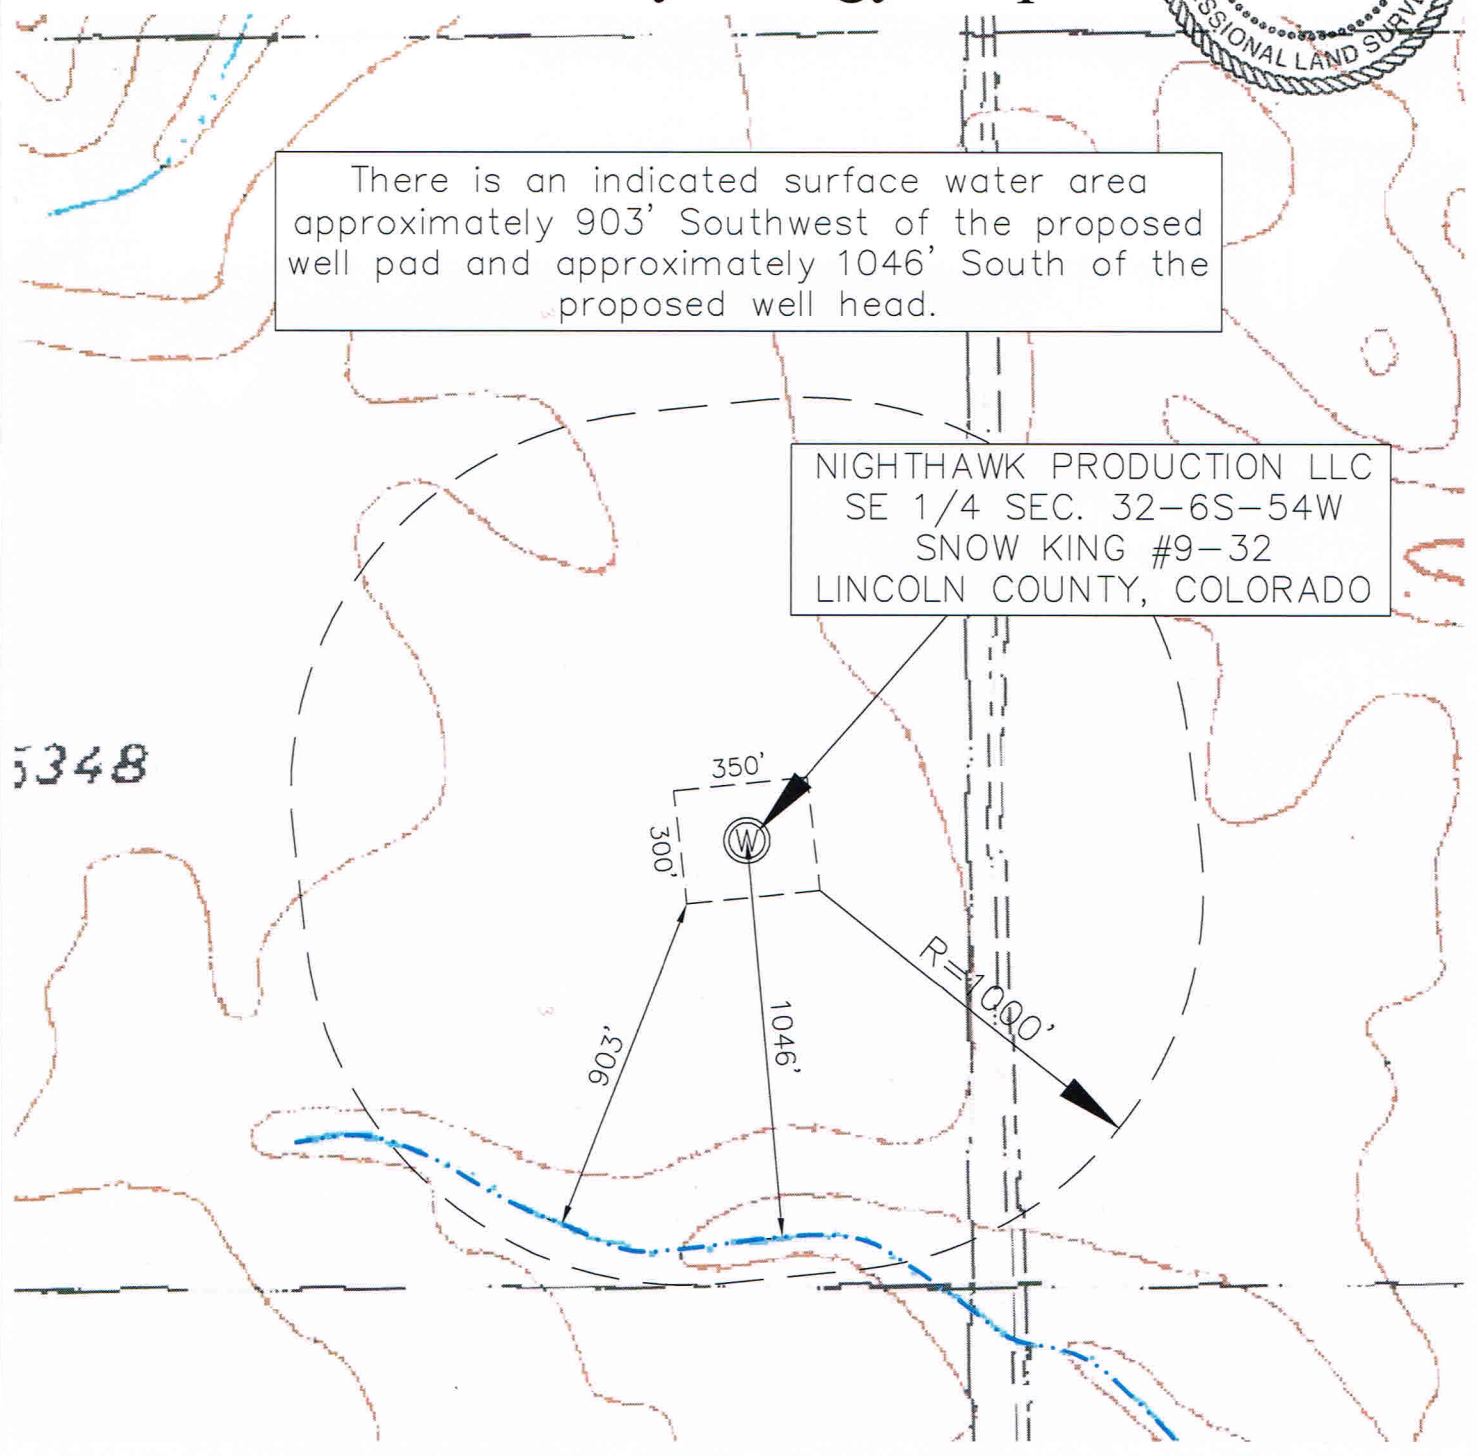 SSIONAL LAND SURVE
There is an indicated surface water area
approximately 903' Southwest of the proposed
well pad and approximately 1046' South of the
proposed well head.
NIGHTHAWK PRODUCTION LLC
SE 1/4 SEC. 32-6S-54W
SNOW KING #9-32
LINCOLN COUNTY, COLORADO
5348
350'
300'
W
R=1000'
903'
1046'